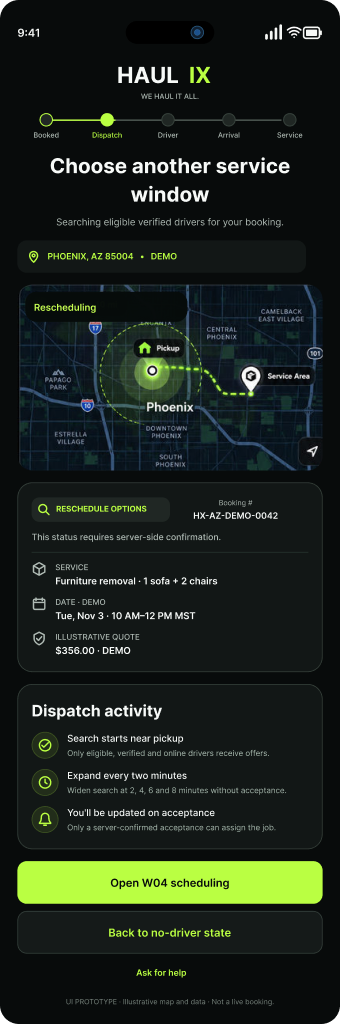 9:41
HAUL IX
WE HAUL IT ALL.
Booked
Dispatch
Driver
Arrival
Service
Choose another service
window
Searching eligible verified drivers for your booking.
PHOENIX, AZ 85004 • DEMO
Rescheduling
CAMELBACK
EAST VILLAGE
17
CENTRAL
PHOENIX
Pickup
101
PAPAGO
PARK
Service Area
10
Phoenix
DOWNTOWN
PHOENIX
ESTRELLA
VILLAGE
SOUTH
PHOENIX
RESCHEDULE OPTIONS
Booking #
HX-AZ-DEMO-0042
This status requires server-side confirmation.
SERVICE
Furniture removal · 1 sofa + 2 chairs
DATE · DEMO
Tue, Nov 3 · 10 AM–12 PM MST
ILLUSTRATIVE QUOTE
$356.00 · DEMO
Dispatch activity
Search starts near pickup
Only eligible, verified and online drivers receive offers.
Expand every two minutes
Widen search at 2, 4, 6 and 8 minutes without acceptance.
You'll be updated on acceptance
Only a server-confirmed acceptance can assign the job.
Open W04 scheduling
Back to no-driver state
Ask for help
UI PROTOTYPE · Illustrative map and data · Not a live booking.